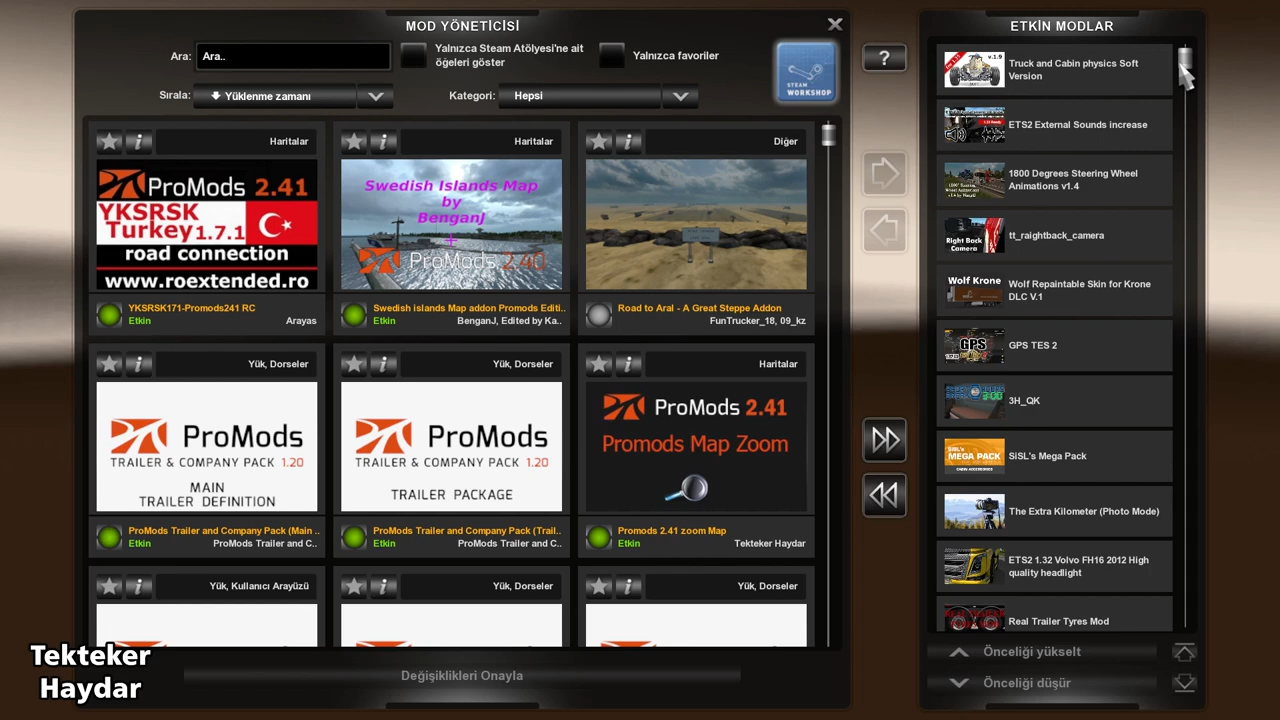 MOD YÖNETİCİSİ
Ara:
Ara..
Yalnızca Steam Atölyesi'ne ait
öğeleri göster
Yalnızca favoriler
STEAM
WORKSHOP
Sırala:
Yüklenme zamanı
Kategori:
Hepsi
Haritalar
ProMods 2.41
YKSRSK
Turkey1.7.1
road connection
www.roextended.ro
YKSRSK171-Promods241 RC
Etkin
Arayas
Haritalar
Swedish Islands Map
by
BenganJ
+
ProMods 2.40
Swedish islands Map addon Promods Editi..
Etkin
BenganJ, Edited by Ka..
Diğer
Road to Aral - A Great Steppe Addon
FunTrucker_18, 09_kz
Yük, Dorseler
ProMods
TRAILER & COMPANY PACK 1.20
MAIN
TRAILER DEFINITION
ProMods Trailer and Company Pack (Main ..
Etkin
ProMods Trailer and C..
Yük, Dorseler
ProMods
TRAILER & COMPANY PACK 1.20
TRAILER PACKAGE
ProMods Trailer and Company Pack (Trail..
Etkin
ProMods Trailer and C..
Haritalar
ProMods 2.41
Promods Map Zoom
Promods 2.41 zoom Map
Etkin
Tekteker Haydar
Yük, Kullanıcı Arayüzü
Yük, Dorseler
Yük, Dorseler
Değişiklikleri Onayla
Tekteker
Haydar
?
ETKİN MODLAR
v.1.9
Truck and Cabin physics Soft
Version
ETS2 External Sounds increase
1800 Degrees Steering Wheel
Animations v1.4
Right Back
Camera
tt_raightback_camera
Wolf Krone
Wolf Repaintable Skin for Krone
DLC V.1
GPS
GPS TES 2
3H_QK
SiSL's
MEGA PACK
SiSL's Mega Pack
The Extra Kilometer (Photo Mode)
ETS2 1.32 Volvo FH16 2012 High
quality headlight
Real Trailer Tyres Mod
Önceliği yükselt
Önceliği düşür